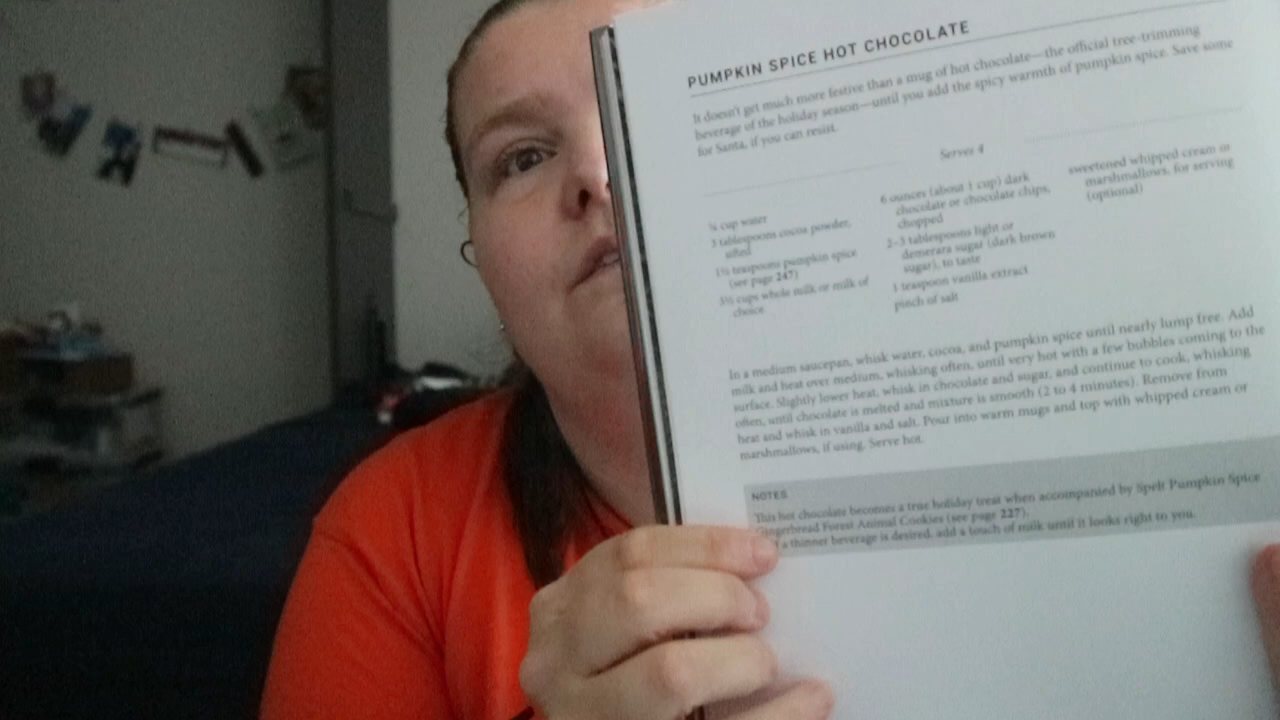 PUMPKIN SPICE HOT CHOCOLATE
It doesn't get much more festive than a mug of hot chocolate—the official tree-trimming
beverage of the holiday season—until you add the spicy warmth of pumpkin spice. Save some
for Santa, if you can resist.
Serves 4
cup water
3 tablespoons cocoa powder,
sifted
1½ teaspoons pumpkin spice
(see page 247)
3½ cups whole milk or milk of
choice
6 ounces (about 1 cup) dark
chocolate or chocolate chips,
chopped
2–3 tablespoons light or
demerara sugar (dark brown
sugar), to taste
1 teaspoon vanilla extract
pinch of salt
sweetened whipped cream or
marshmallows, for serving
(optional)
In a medium saucepan, whisk water, cocoa, and pumpkin spice until nearly lump free. Add
milk and heat over medium, whisking often, until very hot with a few bubbles coming to the
surface. Slightly lower heat, whisk in chocolate and sugar, and continue to cook, whisking
often, until chocolate is melted and mixture is smooth (2 to 4 minutes). Remove from
heat and whisk in vanilla and salt. Pour into warm mugs and top with whipped cream or
marshmallows, if using. Serve hot.
NOTES
This hot chocolate becomes a true holiday treat when accompanied by Spelt Pumpkin Spice
Gingerbread Forest Animal Cookies (see page 227).
a thinner beverage is desired, add a touch of milk until it looks right to you.